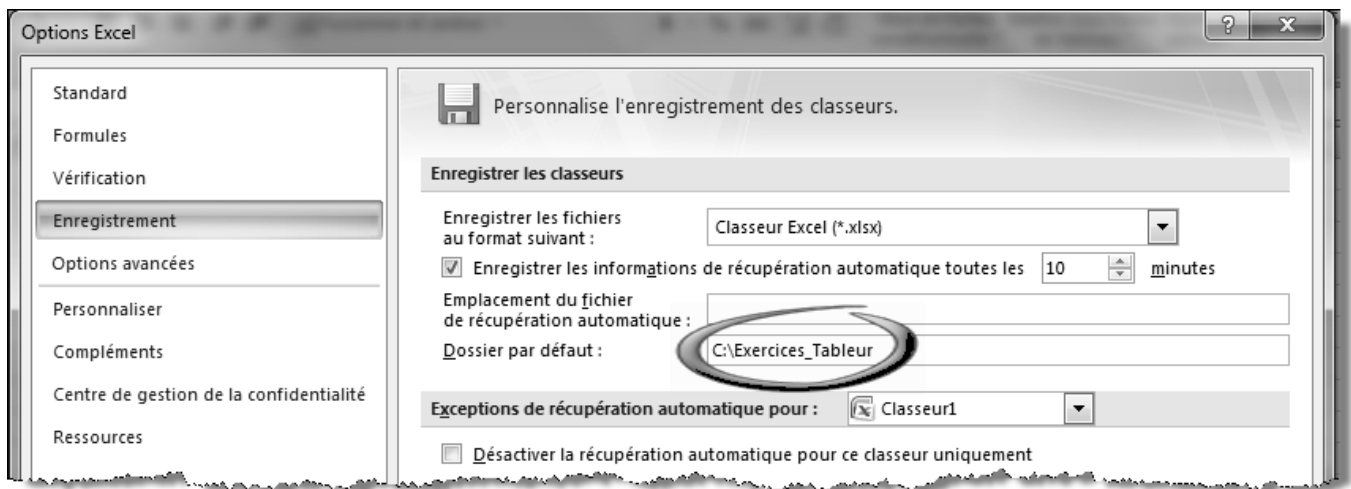 Options Excel
?
X
Standard
Formules
Vérification
Enregistrement
Options avancées
Personnaliser
Compléments
Centre de gestion de la confidentialité
Ressources
Personnalise l'enregistrement des classeurs.
Enregistrer les classeurs
Enregistrer les fichiers
au format suivant :
Classeur Excel (*.xlsx)
Enregistrer les informations de récupération automatique toutes les 10 minutes
Emplacement du fichier
de récupération automatique :
Dossier par défaut : C:\Exercices_Tableur
Exceptions de récupération automatique pour : Classeur1
Désactiver la récupération automatique pour ce classeur uniquement